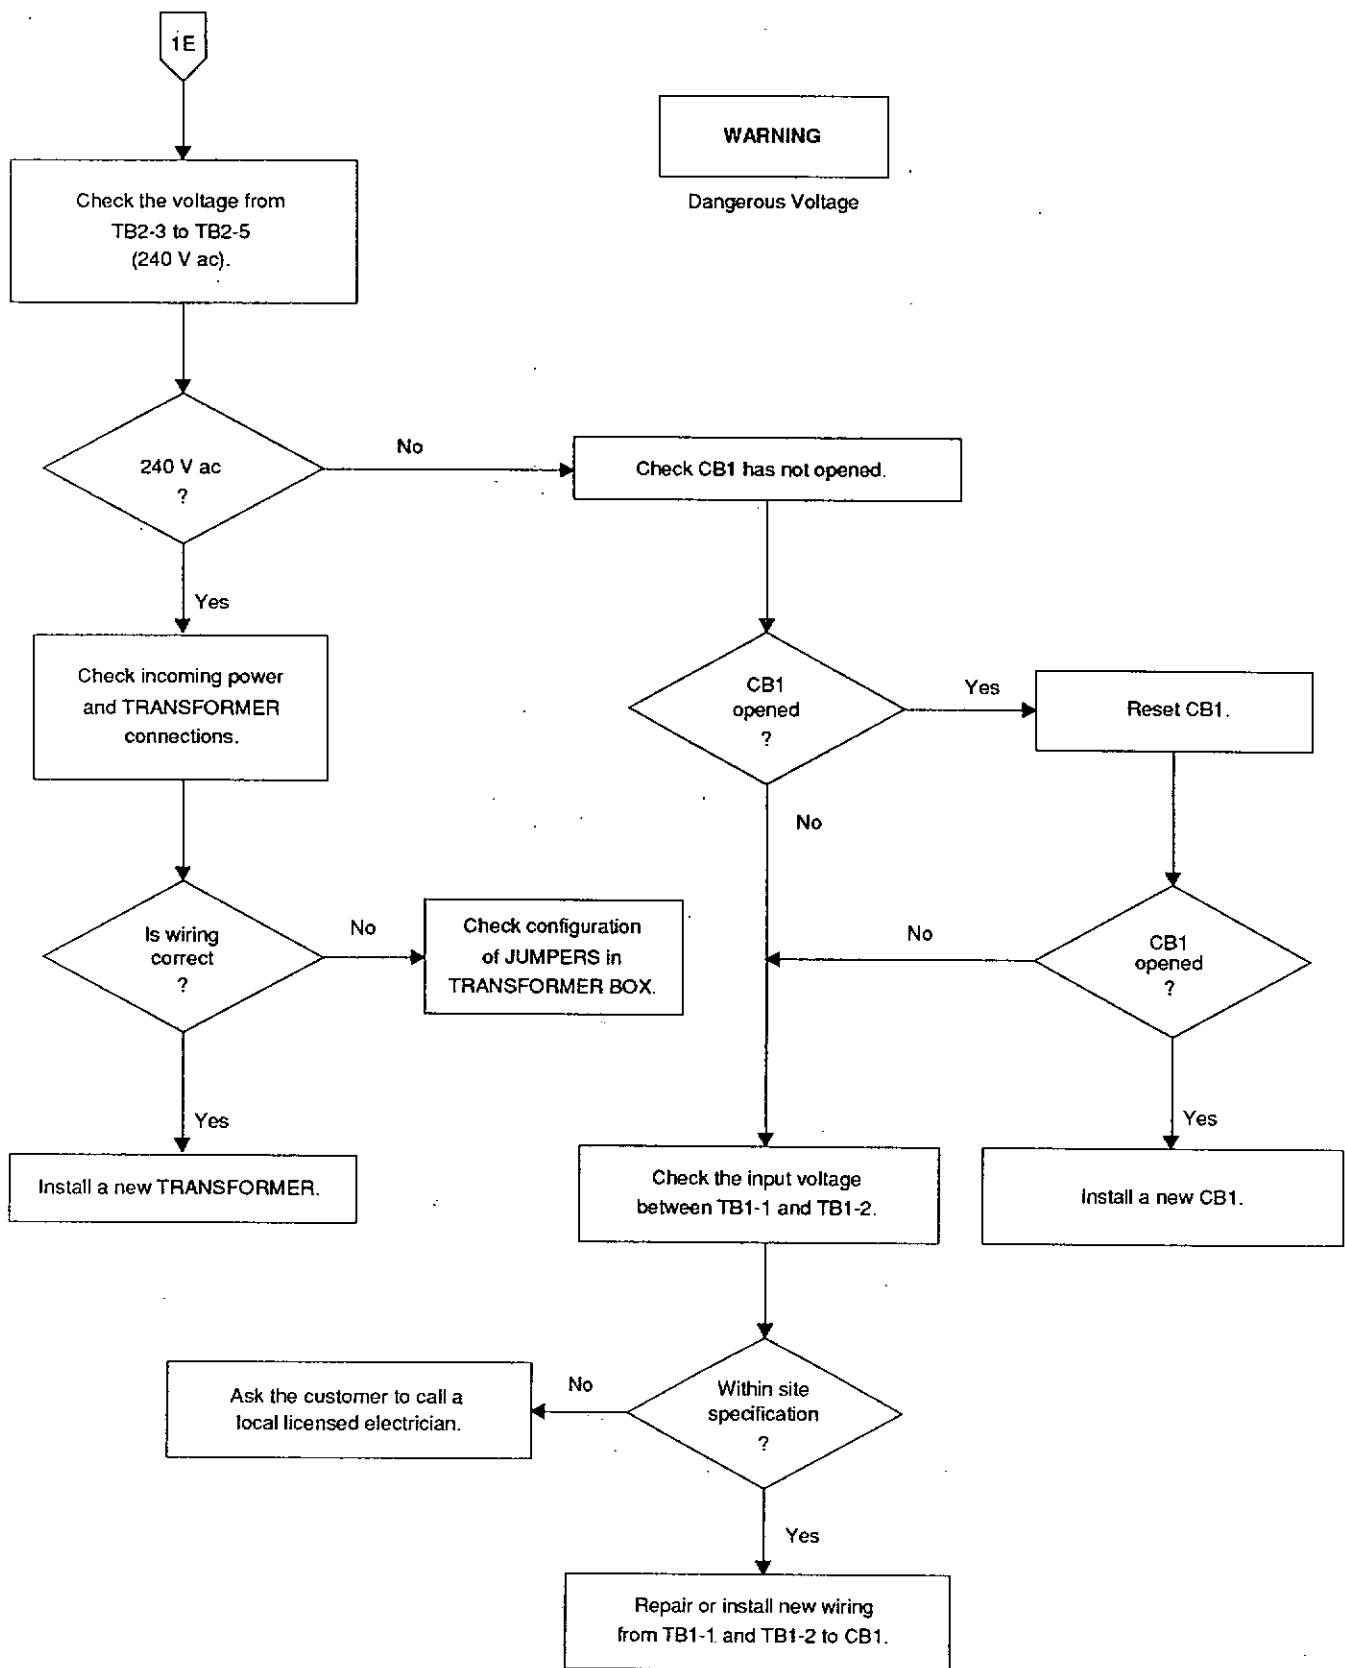 1E
WARNING
Dangerous Voltage
Check the voltage from
TB2-3 to TB2-5
(240 V ac).
240 V ac
?
No
Check CB1 has not opened.
Yes
Check incoming power
and TRANSFORMER
connections.
CB1
opened
?
Yes
Reset CB1.
No
Is wiring
correct
?
No
Check configuration
of JUMPERS in
TRANSFORMER BOX.
No
CB1
opened
?
Yes
Install a new TRANSFORMER.
Yes
Install a new CB1.
Check the input voltage
between TB1-1 and TB1-2.
Within site
specification
?
No
Ask the customer to call a
local licensed electrician.
Yes
Repair or install new wiring
from TB1-1 and TB1-2 to CB1.